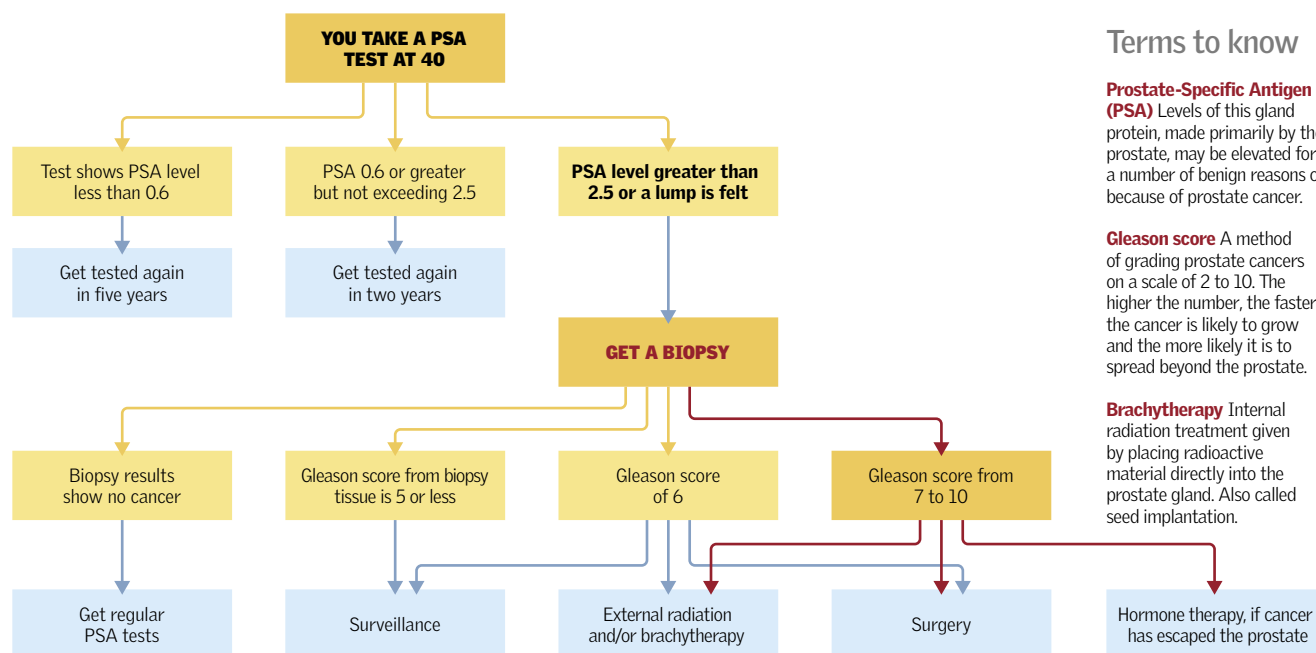 YOU TAKE A PSA
TEST AT 40
Test shows PSA level
less than 0.6
PSA 0.6 or greater
but not exceeding 2.5
PSA level greater than
2.5 or a lump is felt
Get tested again
in five years
Get tested again
in two years
GET A BIOPSY
Biopsy results
show no cancer
Gleason score from biopsy
tissue is 5 or less
Gleason score
of 6
Gleason score from
7 to 10
Get regular
PSA tests
Surveillance
External radiation
and/or brachytherapy
Surgery
Hormone therapy, if cancer
has escaped the prostate
Terms to know
Prostate-Specific Antigen
(PSA) Levels of this gland
protein, made primarily by
prostate, may be elevated for
a number of benign reasons
because of prostate cancer.
Gleason score A method
of grading prostate cancers
on a scale of 2 to 10. The
higher the number, the faster
the cancer is likely to grow
and the more likely it is to
spread beyond the prostate.
Brachytherapy Internal
radiation treatment given
by placing radioactive
material directly into the
prostate gland. Also called
seed implantation.